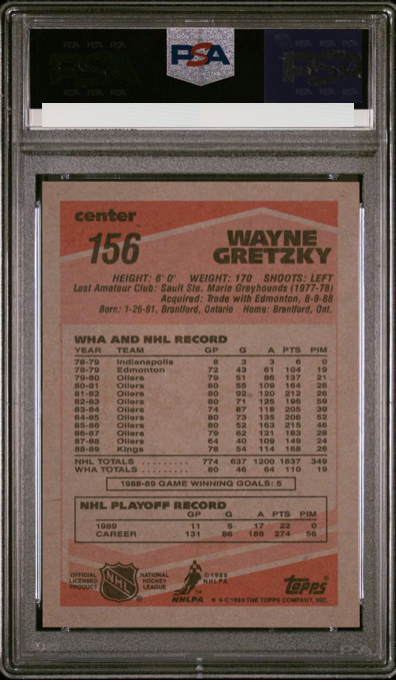 PSA
center
156
WAYNE
GRETZKY
HEIGHT: 6' 0" WEIGHT: 170 SHOOTS: LEFT
Last Amateur Club: Sault Ste. Marie Greyhounds (1977-78)
Acquired: Trade with Edmonton, 8-9-88
Born: 1-26-61, Brantford, Ontario Home: Brantford, Ont.
WHA AND NHL RECORD
YEAR TEAM GP G A PTS PIM
78-79 Indianapolis 8 3 3 6 0
78-79 Edmonton 72 43 61 104 19
79-80 Oilers 79 51 86 137 21
80-81 Oilers 80 55 109 164 28
81-82 Oilers 80 92 120 212 26
82-83 Oilers 80 71 125 196 59
83-84 Oilers 74 87 118 205 39
84-85 Oilers 80 73 135 208 52
85-86 Oilers 80 52 163 215 46
86-87 Oilers 79 62 121 183 28
87-88 Oilers 64 40 109 149 24
88-89 Kings 78 54 114 168 26
NHL TOTALS .......... 774 637 1200 1837 349
WHA TOTALS .......... 80 46 64 110 19
1988-89 GAME WINNING GOALS: 5
NHL PLAYOFF RECORD
GP G A PTS PIM
1989 11 5 17 22 0
CAREER 131 86 188 274 56
OFFICIAL
LICENSED
PRODUCT
NHL
NATIONAL
HOCKEY
LEAGUE
© 1989
NHLPA
NHLPA
™
Topps
® © 1989 THE TOPPS COMPANY, INC.